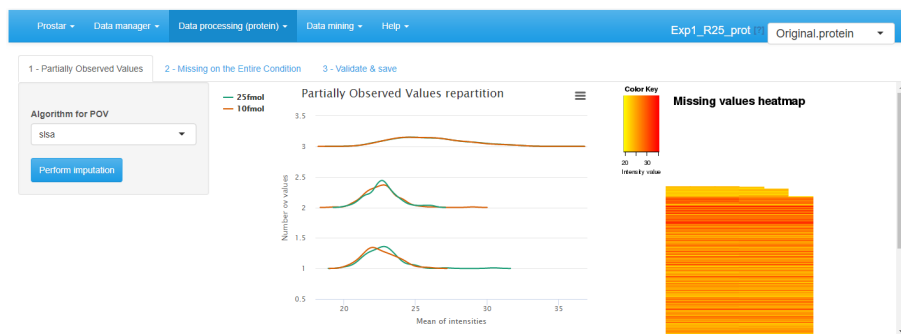 Prostar Data manager Data processing (protein) Data mining Help Exp1_R25_prot [?] Original.protein
1 - Partially Observed Values 2 - Missing on the Entire Condition 3 - Validate & save
Algorithm for POV
slsa
Perform imputation
25fmol
10fmol
Partially Observed Values repartition
3.5
3
2.5
2
1.5
1
0.5
Number ov values
20 25 30 35
Mean of intensities
Color Key
20 30
Intensity value
Missing values heatmap